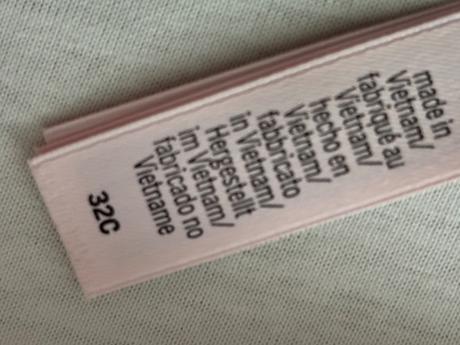 made in
Vietnam/
fabriqué au
Vietnam/
hecho en
Vietnam/
fabbricato
in Vietnam/
Hergestellt
im Vietnam/
fabricado no
Vietname
32C